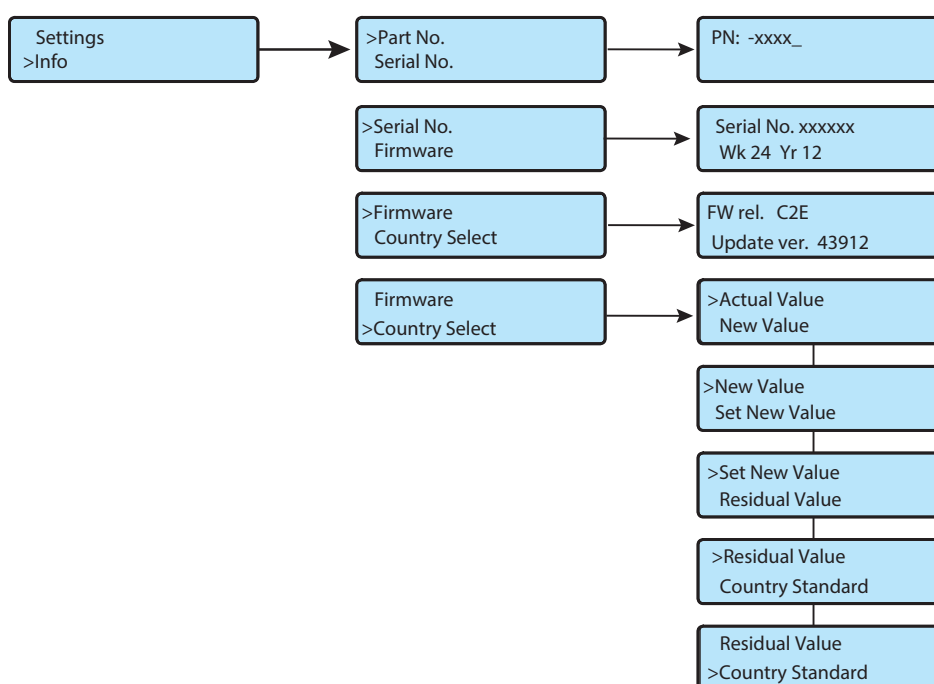 Settings
>Info
>Part No.
Serial No.
PN: -xxxx_
>Serial No.
Firmware
Serial No. xxxxxx
Wk 24 Yr 12
>Firmware
Country Select
FW rel. C2E
Update ver. 43912
Firmware
>Country Select
>Actual Value
New Value
>New Value
Set New Value
>Set New Value
Residual Value
>Residual Value
Country Standard
Residual Value
>Country Standard